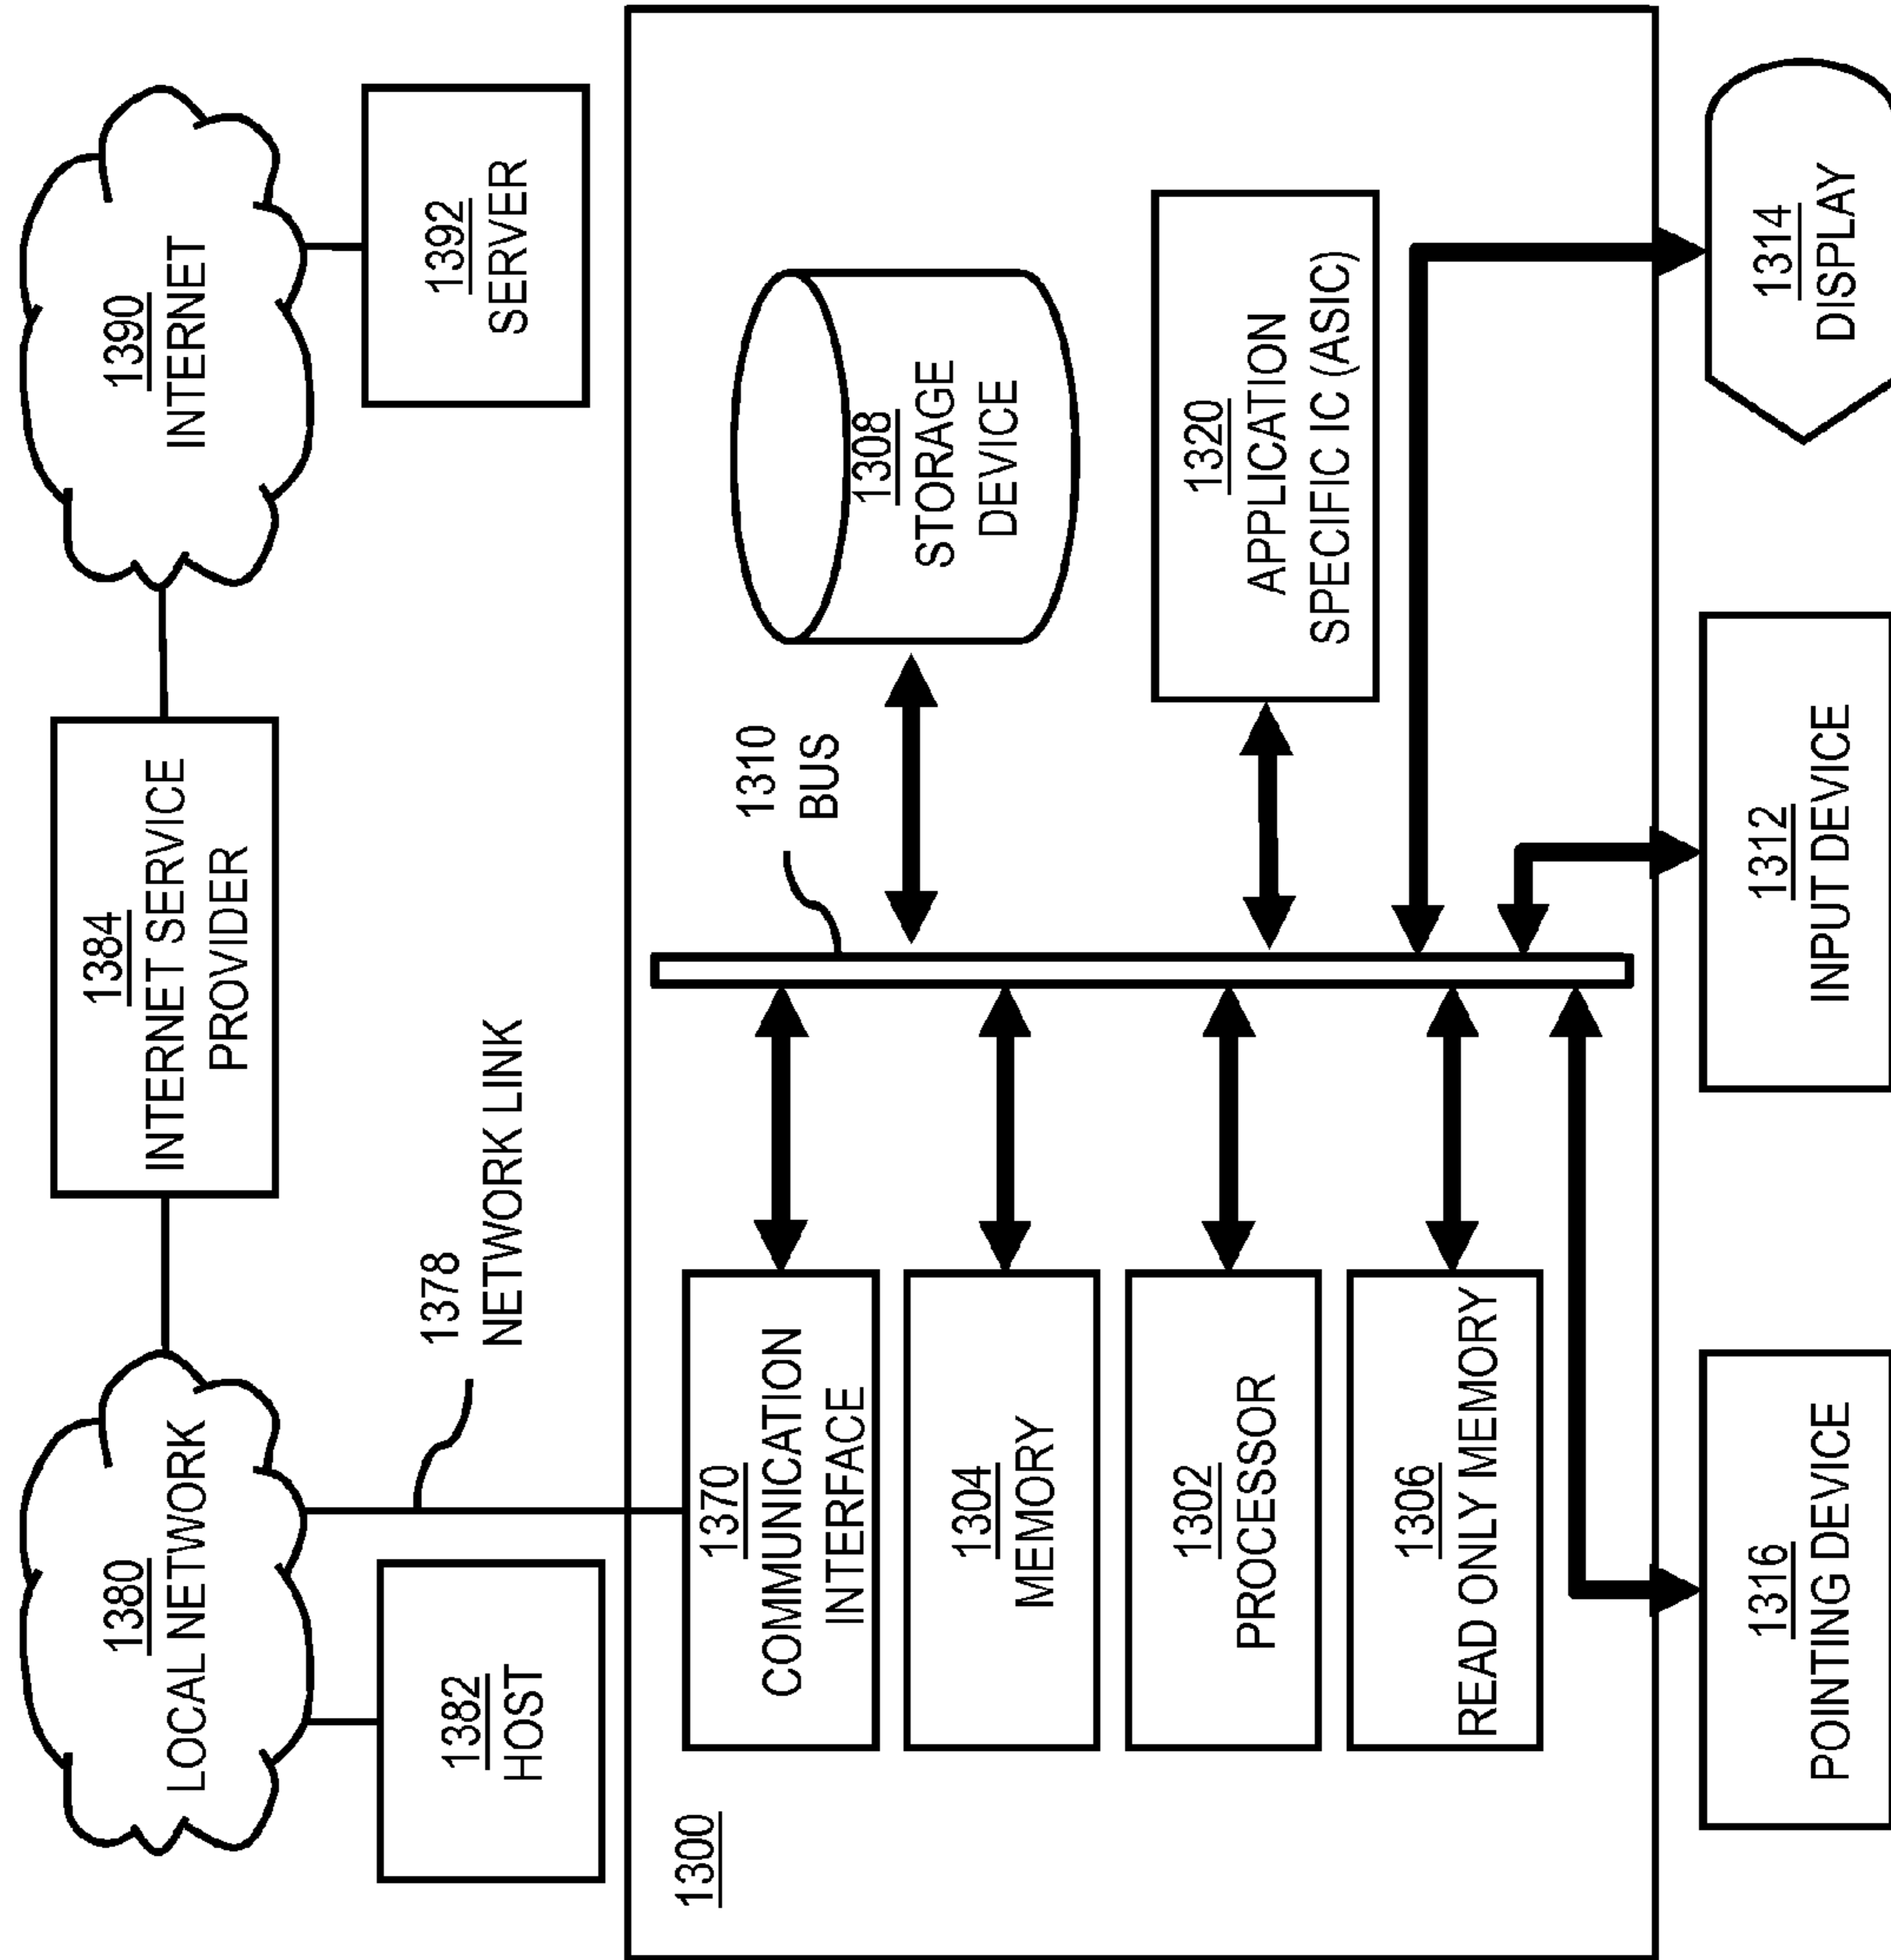 1380
LOCAL NETWORK
1384
INTERNET SERVICE
PROVIDER
1390
INTERNET
1382
HOST
1378
NETWORK LINK
1392
SERVER
1300
1370
COMMUNICATION
INTERFACE
1310
BUS
1308
STORAGE
DEVICE
1304
MEMORY
1302
PROCESSOR
1320
APPLICATION
SPECIFIC IC (ASIC)
1306
READ ONLY MEMORY
1316
POINTING DEVICE
1312
INPUT DEVICE
1314
DISPLAY